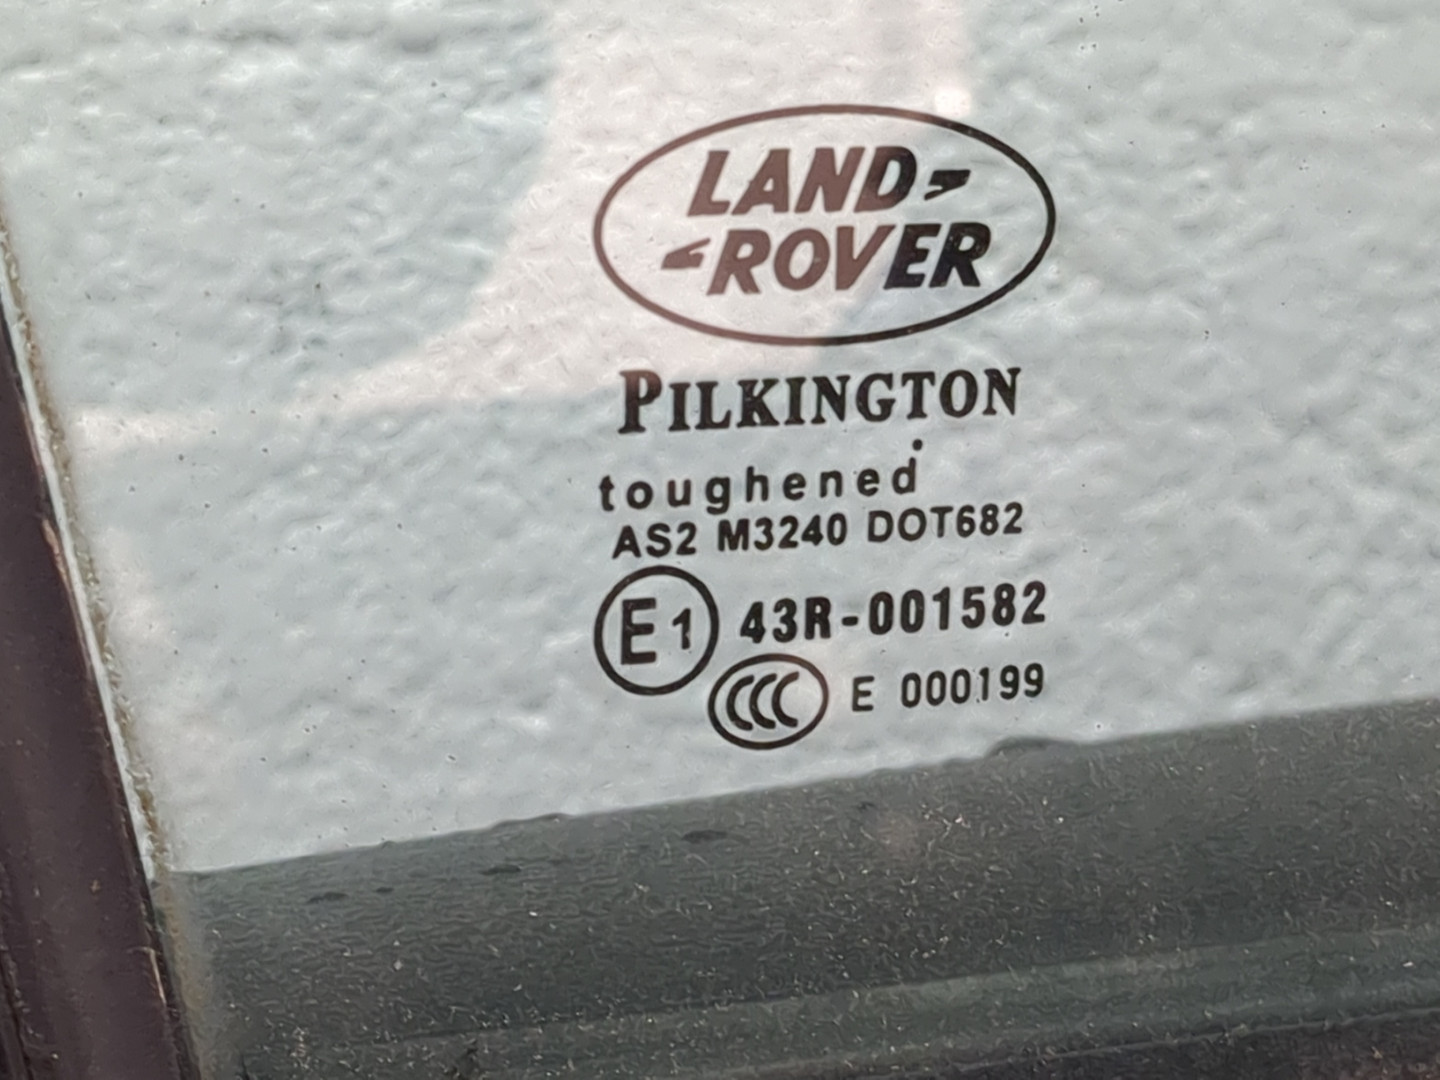 LAND
ROVER
PILKINGTON
toughened
AS2 M3240 DOT682
E1 43R-001582
CCC E 000199